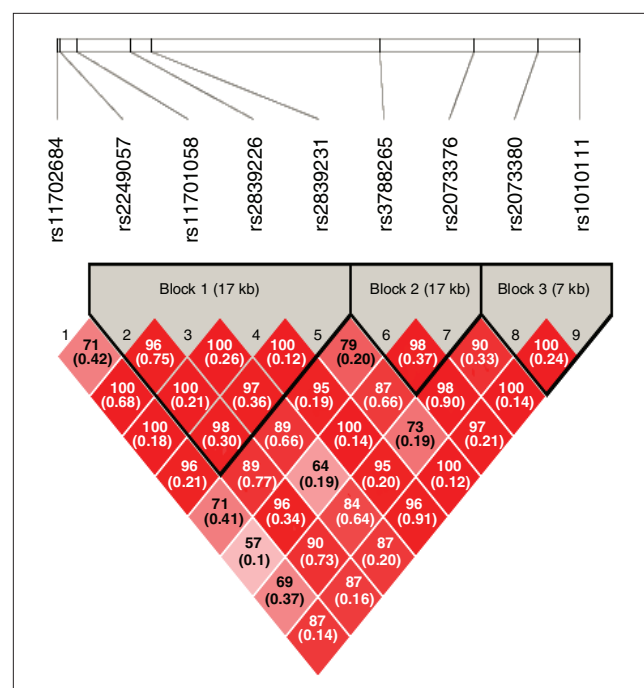 rs11702684
rs2249057
rs11701058
rs2839226
rs2839231
rs3788265
rs2073376
rs2073380
rs1010111
Block 1 (17 kb) Block 2 (17 kb) Block 3 (7 kb)
1 2 3 4 5 6 7 8 9
71 96 100 100 79 98 90 100
(0.42) (0.75) (0.26) (0.12) (0.20) (0.37) (0.33) (0.24)
100 100 97 95 87 98 100
(0.68) (0.21) (0.36) (0.19) (0.66) (0.90) (0.14)
100 98 89 100 73 97
(0.18) (0.30) (0.66) (0.14) (0.19) (0.21)
96 89 64 95 100
(0.21) (0.77) (0.19) (0.20) (0.12)
71 96 84 96
(0.41) (0.34) (0.64) (0.91)
57 90 87
(0.1) (0.73) (0.20)
69 87
(0.37) (0.16)
87
(0.14)